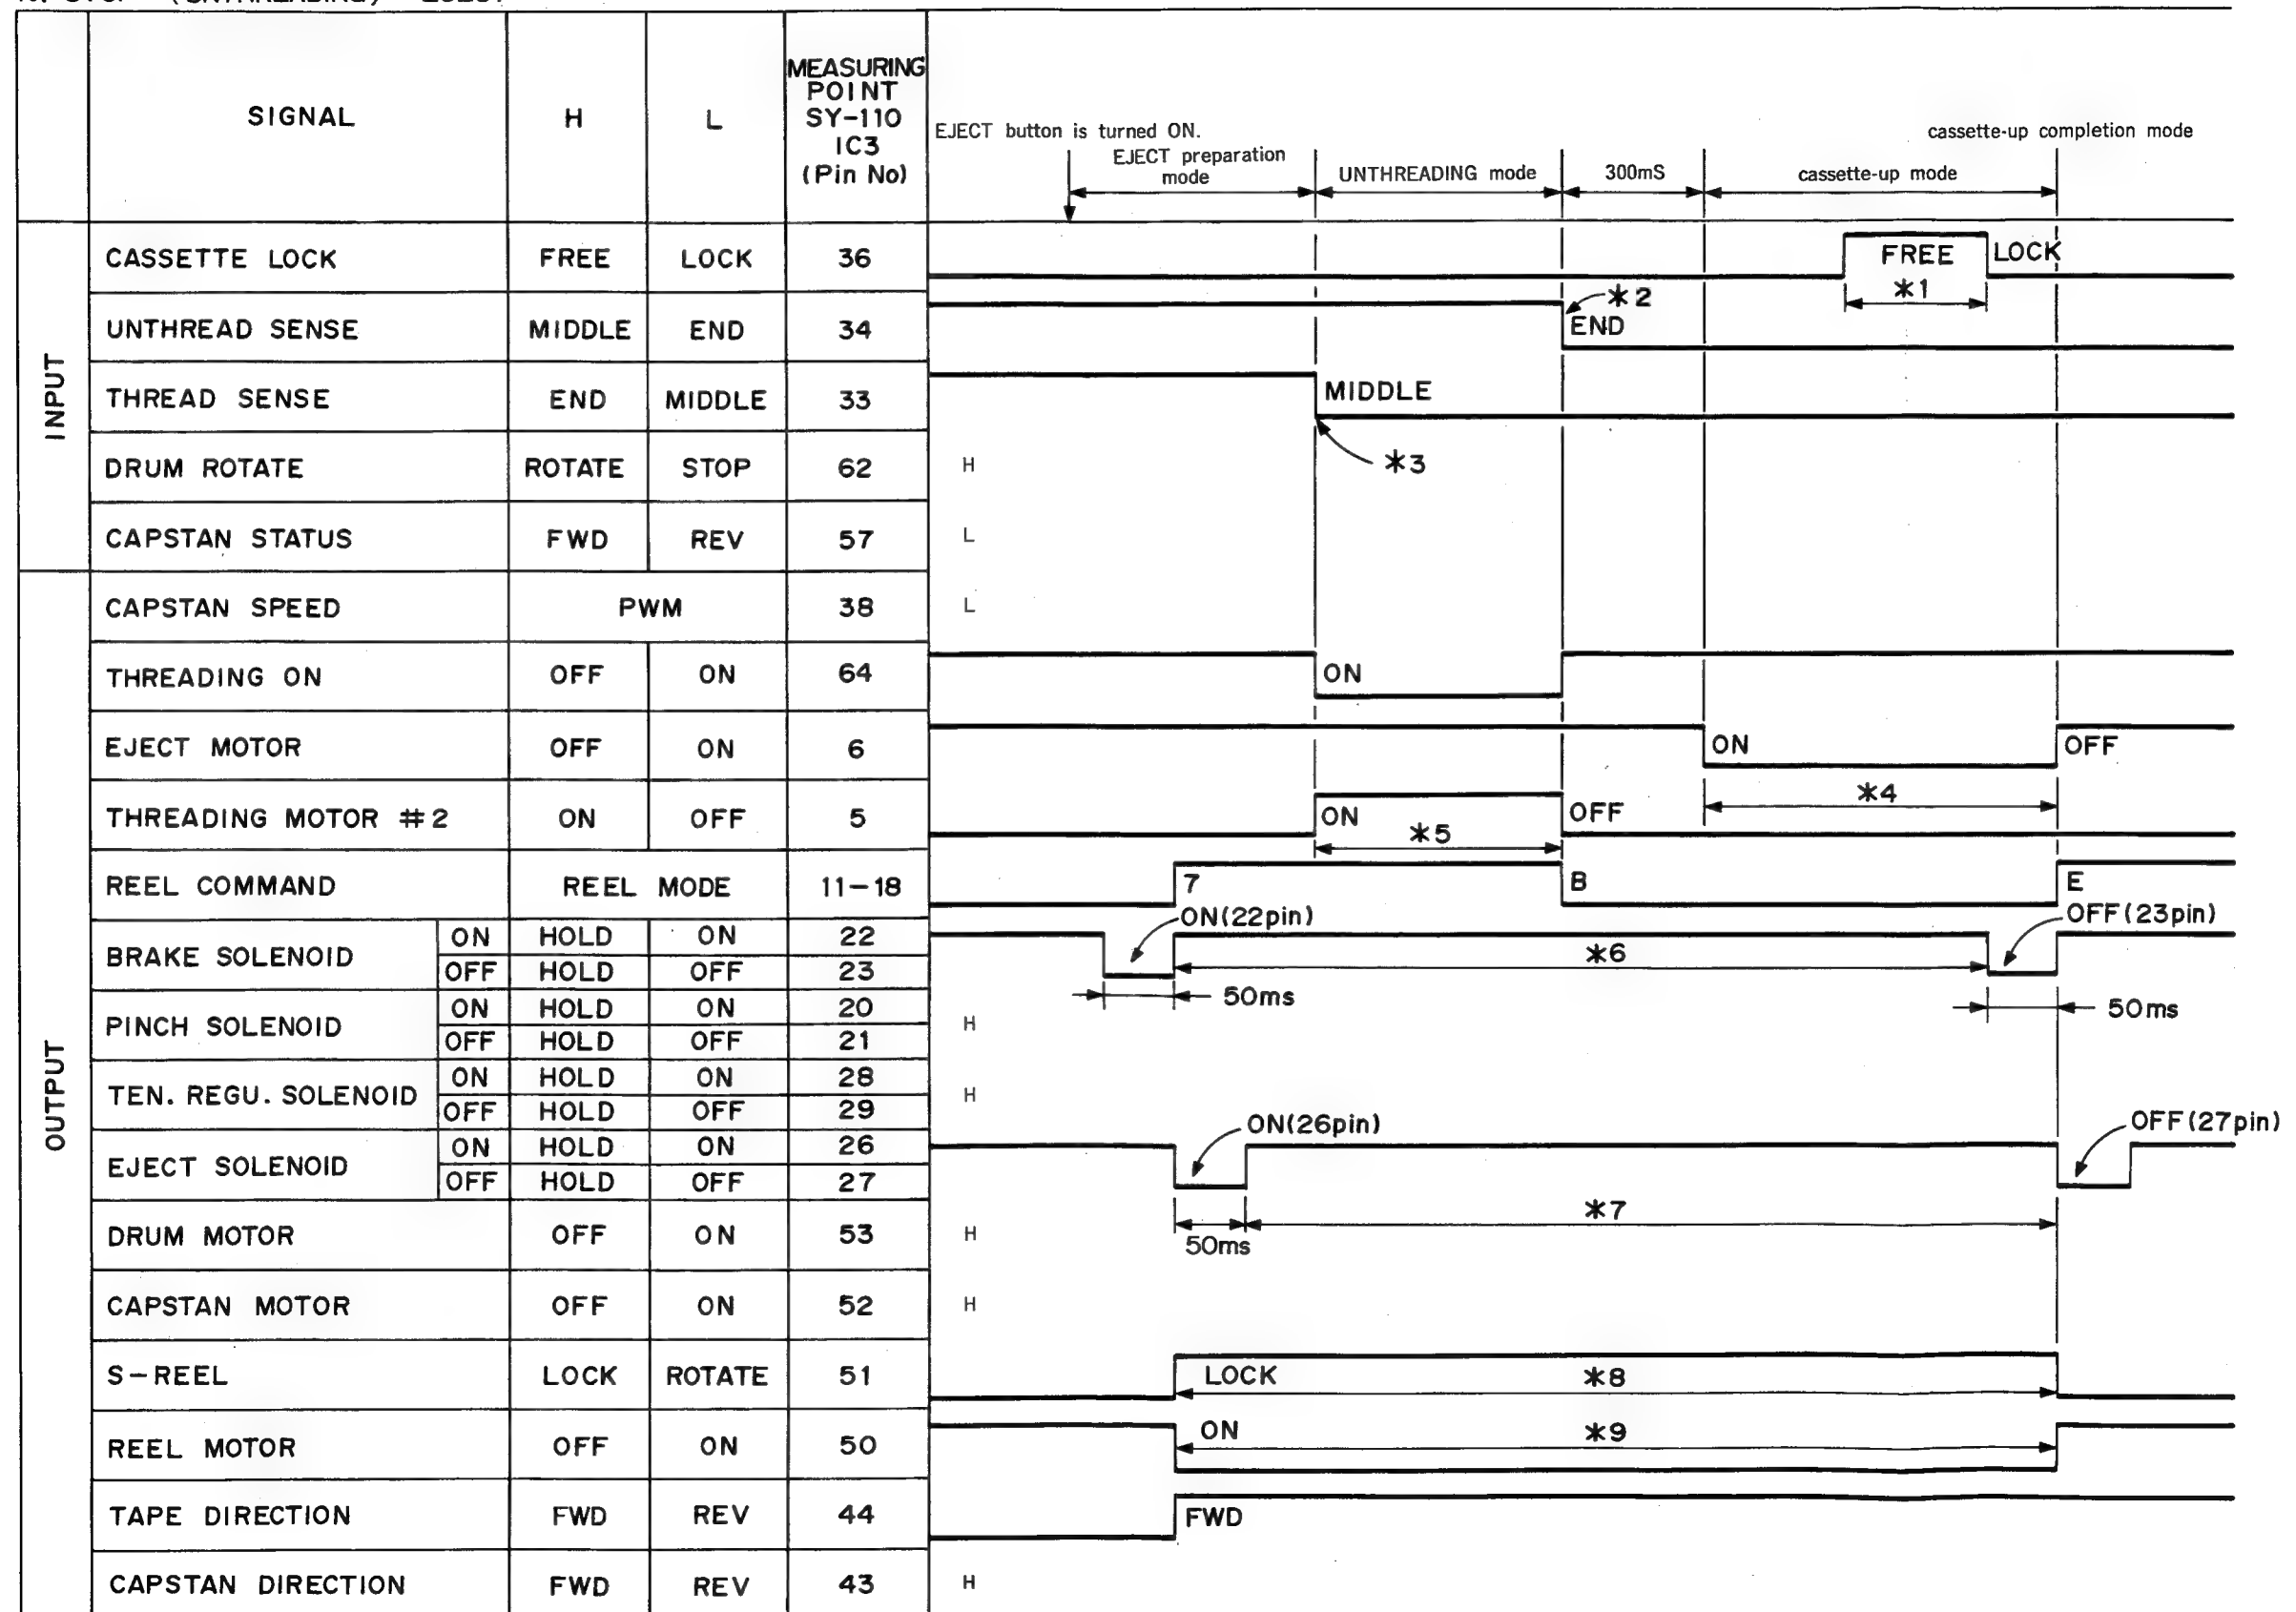 SIGNAL H L MEASURING POINT SY-110 IC3 (Pin No)
EJECT button is turned ON.
EJECT preparation mode
UNTHREADING mode
300mS
cassette-up mode
cassette-up completion mode
INPUT
CASSETTE LOCK FREE LOCK 36 FREE LOCK
*1
UNTHREAD SENSE MIDDLE END 34 *2 END
THREAD SENSE END MIDDLE 33 MIDDLE
*3
DRUM ROTATE ROTATE STOP 62 H
CAPSTAN STATUS FWD REV 57 L
OUTPUT
CAPSTAN SPEED PWM 38 L
THREADING ON OFF ON 64 ON
EJECT MOTOR OFF ON 6 ON OFF
*4
THREADING MOTOR #2 ON OFF 5 ON OFF
*5
REEL COMMAND REEL MODE 11-18 7 B E
BRAKE SOLENOID ON HOLD ON 22 ON(22pin) OFF(23pin)
OFF HOLD OFF 23 *6
50ms 50ms
PINCH SOLENOID ON HOLD ON 20 H
OFF HOLD OFF 21
TEN. REGU. SOLENOID ON HOLD ON 28 H
OFF HOLD OFF 29
EJECT SOLENOID ON HOLD ON 26 ON(26pin) OFF(27pin)
OFF HOLD OFF 27
*7
50ms
DRUM MOTOR OFF ON 53 H
CAPSTAN MOTOR OFF ON 52 H
S-REEL LOCK ROTATE 51 LOCK *8
REEL MOTOR OFF ON 50 ON *9
TAPE DIRECTION FWD REV 44 FWD
CAPSTAN DIRECTION FWD REV 43 H